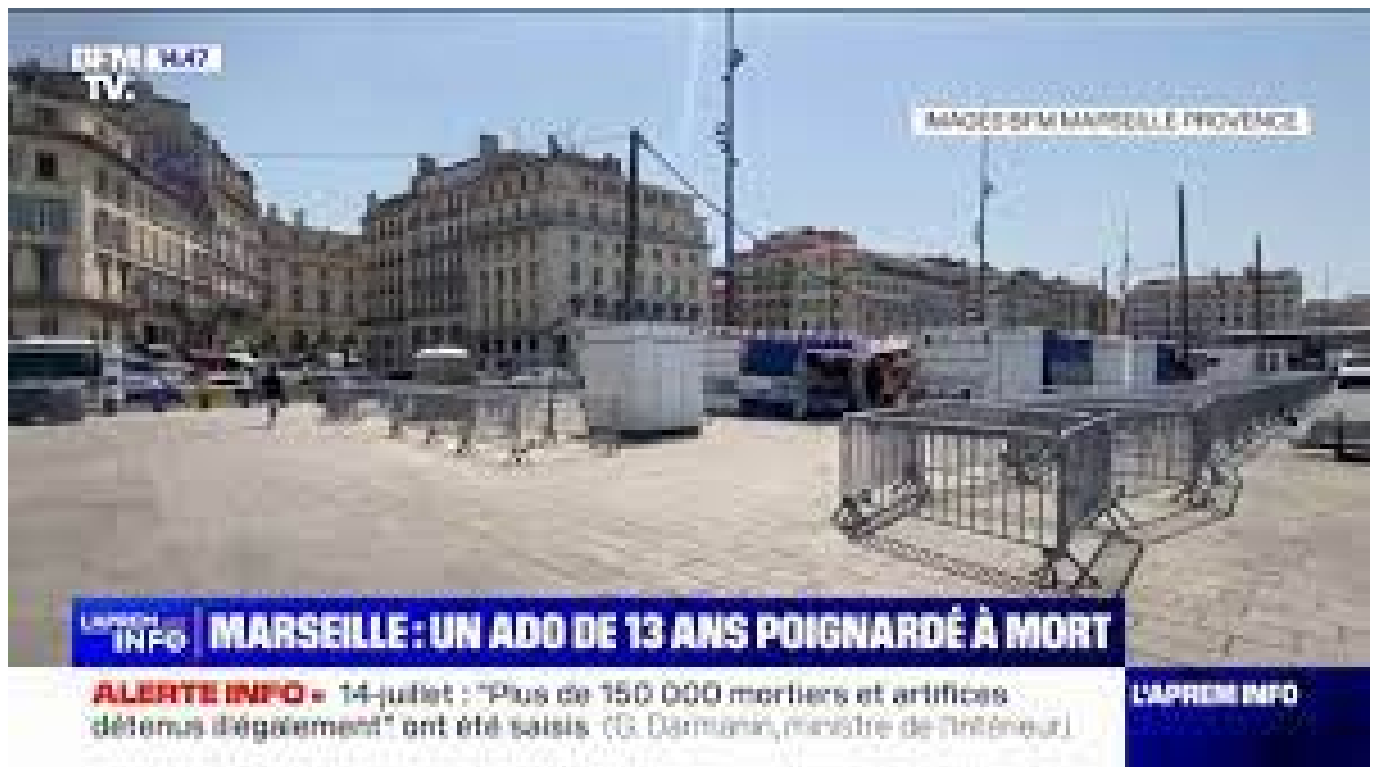 BFM 14:47
TV.
IMAGES BFM MARSEILLE PROVENCE
L'APREM
INFO
MARSEILLE : UN ADO DE 13 ANS POIGNARDÉ À MORT
ALERTE INFO 14-juillet : "Plus de 150 000 mortiers et artifices
détenus illégalement" ont été saisis (G. Darmanin, ministre de l'Intérieur)
L'APREM INFO